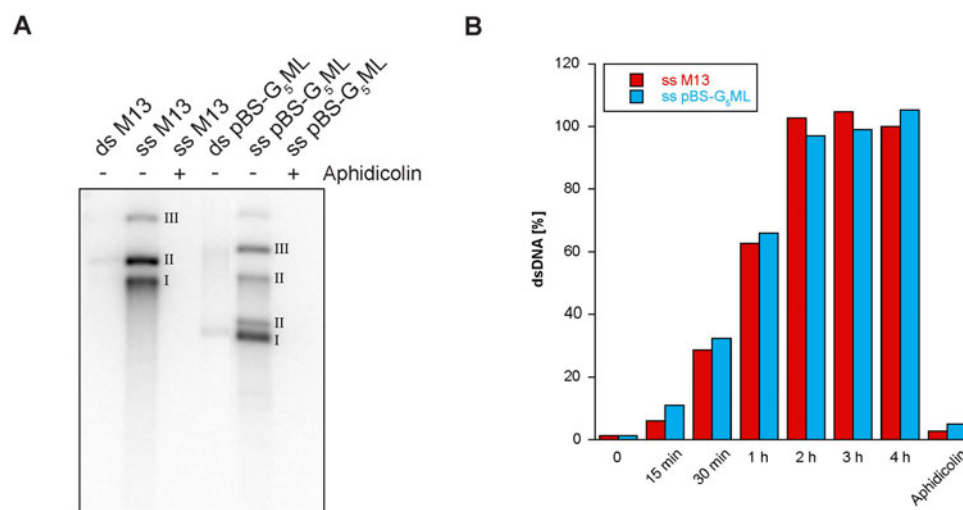 A
ds M13
ss M13
ss M13
ds pBS-G₅ML
ss pBS-G₅ML
ss pBS-G₅ML
- - + - - + Aphidicolin
III
II
I
III
II
II
I
B
120
100
80
60
40
20
0
dsDNA [%]
ss M13
ss pBS-G₅ML
0 15 min 30 min 1 h 2 h 3 h 4 h Aphidicolin